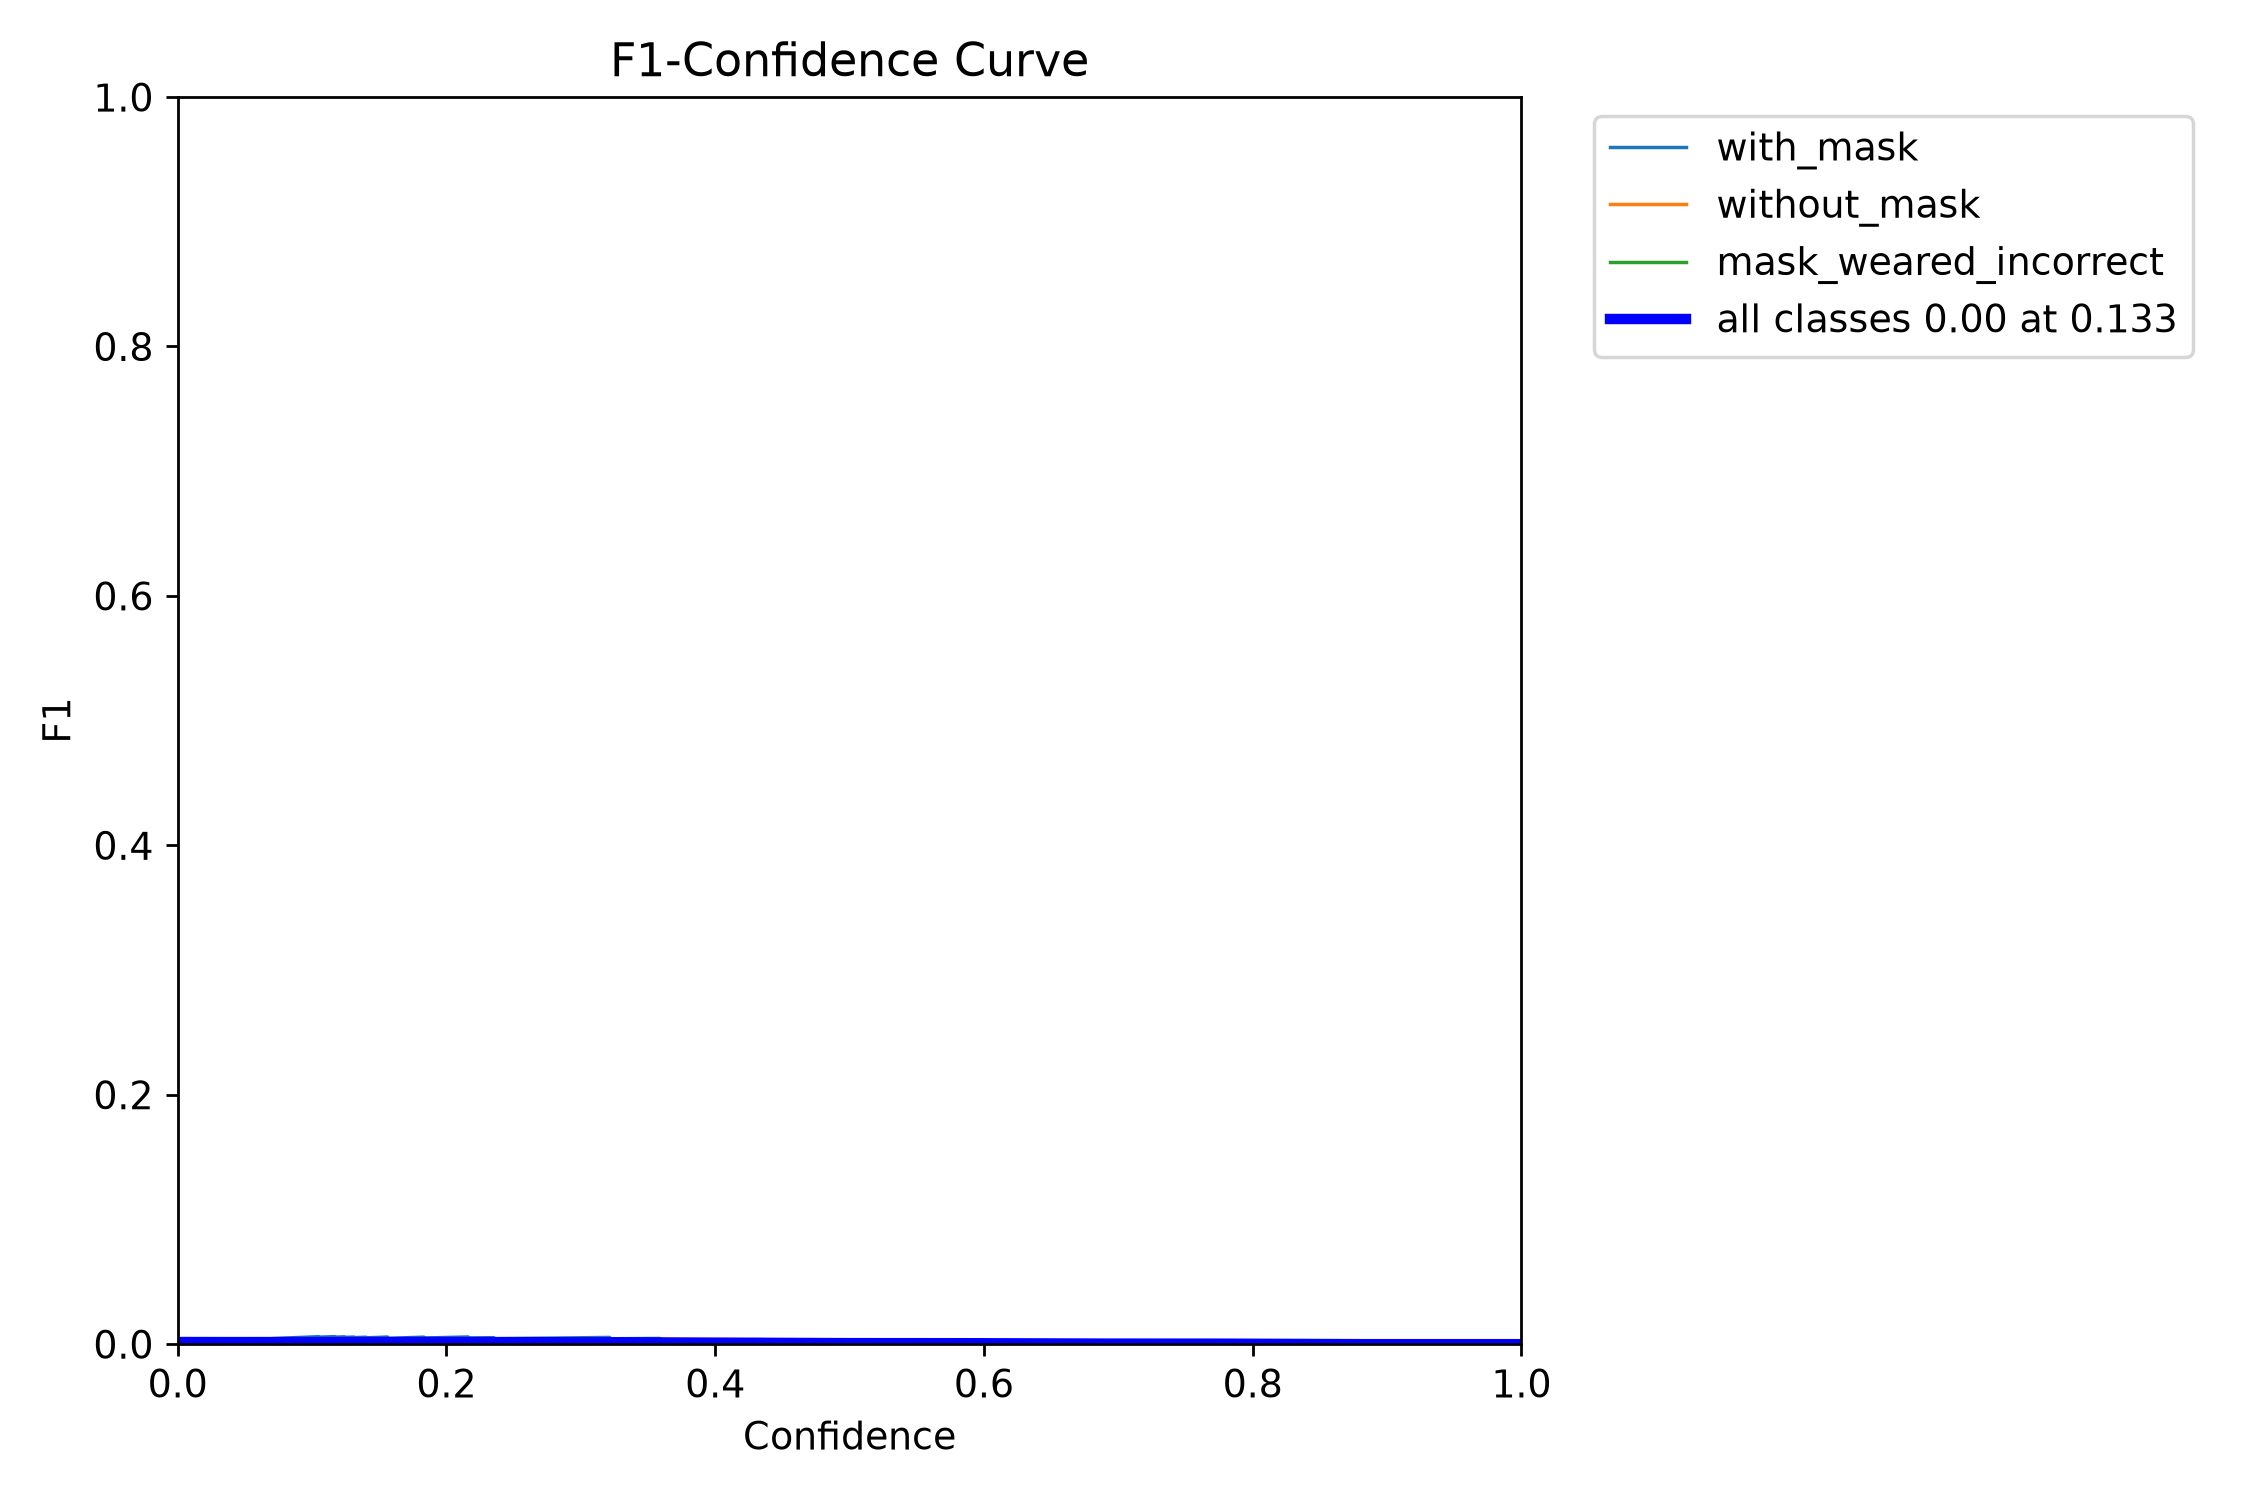 F1-Confidence Curve
1.0
0.8
0.6
0.4
0.2
0.0
F1
0.0 0.2 0.4 0.6 0.8 1.0
Confidence
with_mask
without_mask
mask_weared_incorrect
all classes 0.00 at 0.133